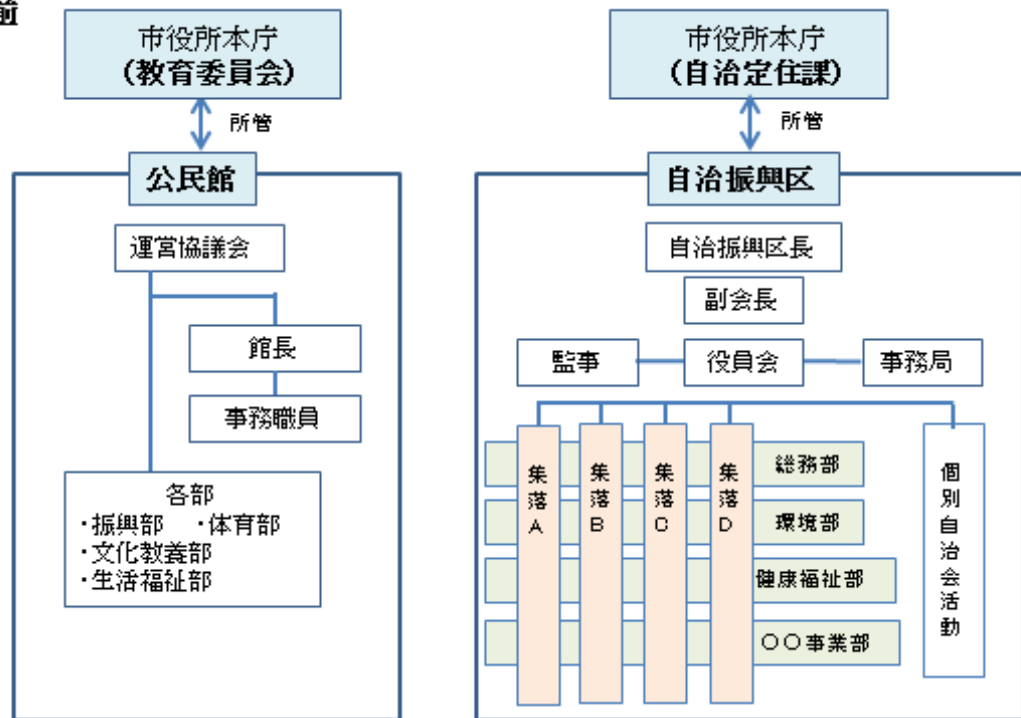 前
市役所本庁
（教育委員会）
所管
公民館
運営協議会
館長
事務職員
各部
・振興部　・体育部
・文化教養部
・生活福祉部
市役所本庁
（自治定住課）
所管
自治振興区
自治振興区長
副会長
監事
役員会
事務局
集落A
集落B
集落C
集落D
総務部
環境部
健康福祉部
〇〇事業部
個別自治会活動